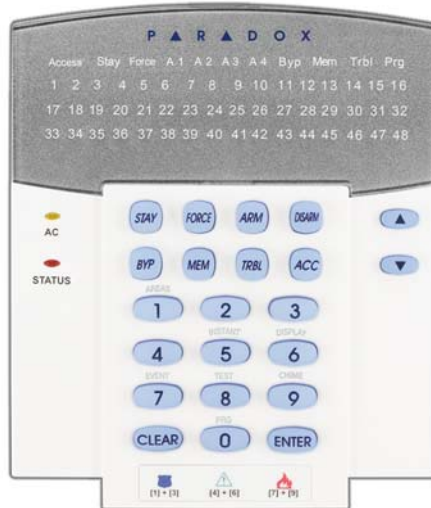 PARADOX
Access Stay Force A1 A2 A3 A4 Byp Mem Trbl Prg
1 2 3 4 5 6 7 8 9 10 11 12 13 14 15 16
17 18 19 20 21 22 23 24 25 26 27 28 29 30 31 32
33 34 35 36 37 38 39 40 41 42 43 44 45 46 47 48
STAY FORCE ARM DISARM ▲
AC
BYP MEM TRBL ACC ▼
STATUS
AREAS
1 2 3
INSTANT DISPLAY
4 5 6
EVENT TEST CHIME
7 8 9
PRG
CLEAR 0 ENTER
[1] + [3] [4] + [6] [7] + [9]